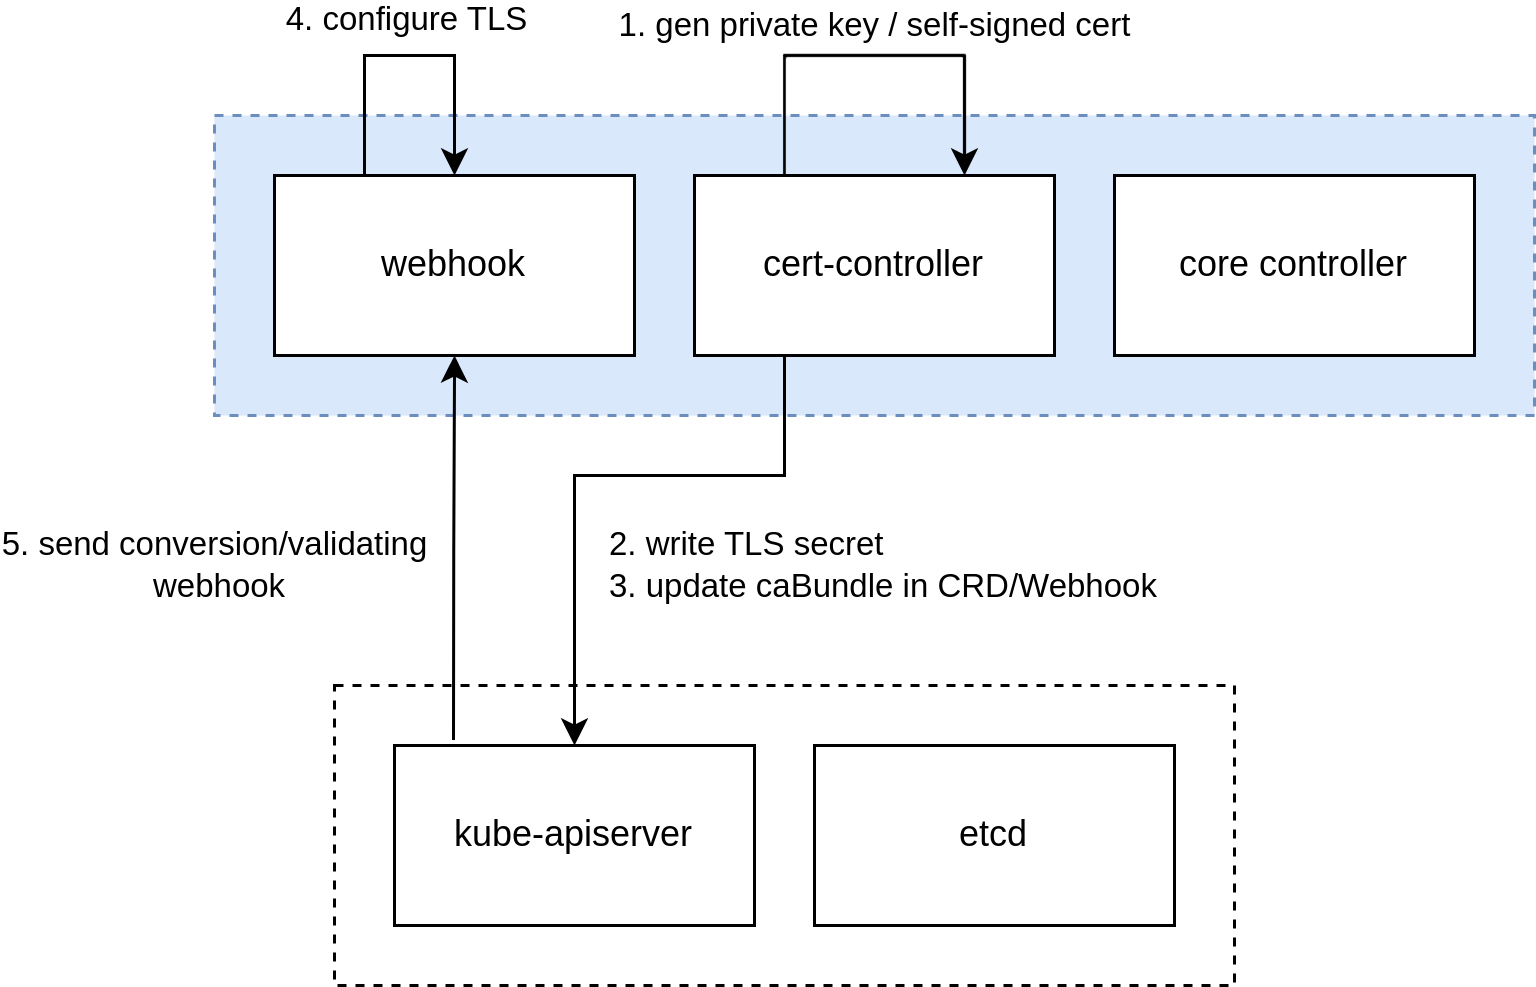 4. configure TLS
1. gen private key / self-signed cert
webhook
cert-controller
core controller
5. send conversion/validating
webhook
2. write TLS secret
3. update caBundle in CRD/Webhook
kube-apiserver
etcd